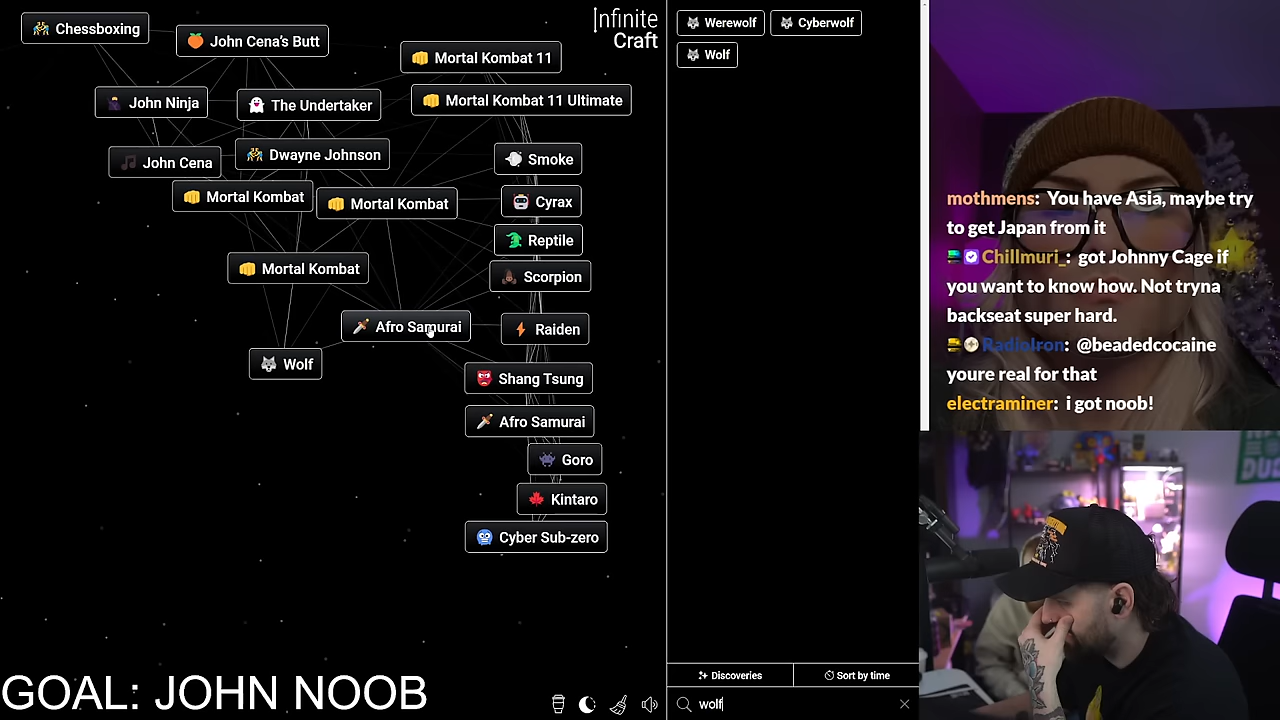 Chessboxing
John Cena's Butt
Mortal Kombat 11
Infinite
Craft
Werewolf
Cyberwolf
Wolf
John Ninja
The Undertaker
Mortal Kombat 11 Ultimate
John Cena
Dwayne Johnson
Smoke
Mortal Kombat
Mortal Kombat
Cyrax
Reptile
Mortal Kombat
Scorpion
Afro Samurai
Raiden
Wolf
Shang Tsung
Afro Samurai
Goro
Kintaro
Cyber Sub-zero
mothmens: You have Asia, maybe try
to get Japan from it
Chillmuri_: got Johnny Cage if
you want to know how. Not tryna
backseat super hard.
RadioIron: @beadedcocaine
youre real for that
electraminer: i got noob!
GOAL: JOHN NOOB
Discoveries
Sort by time
wolf